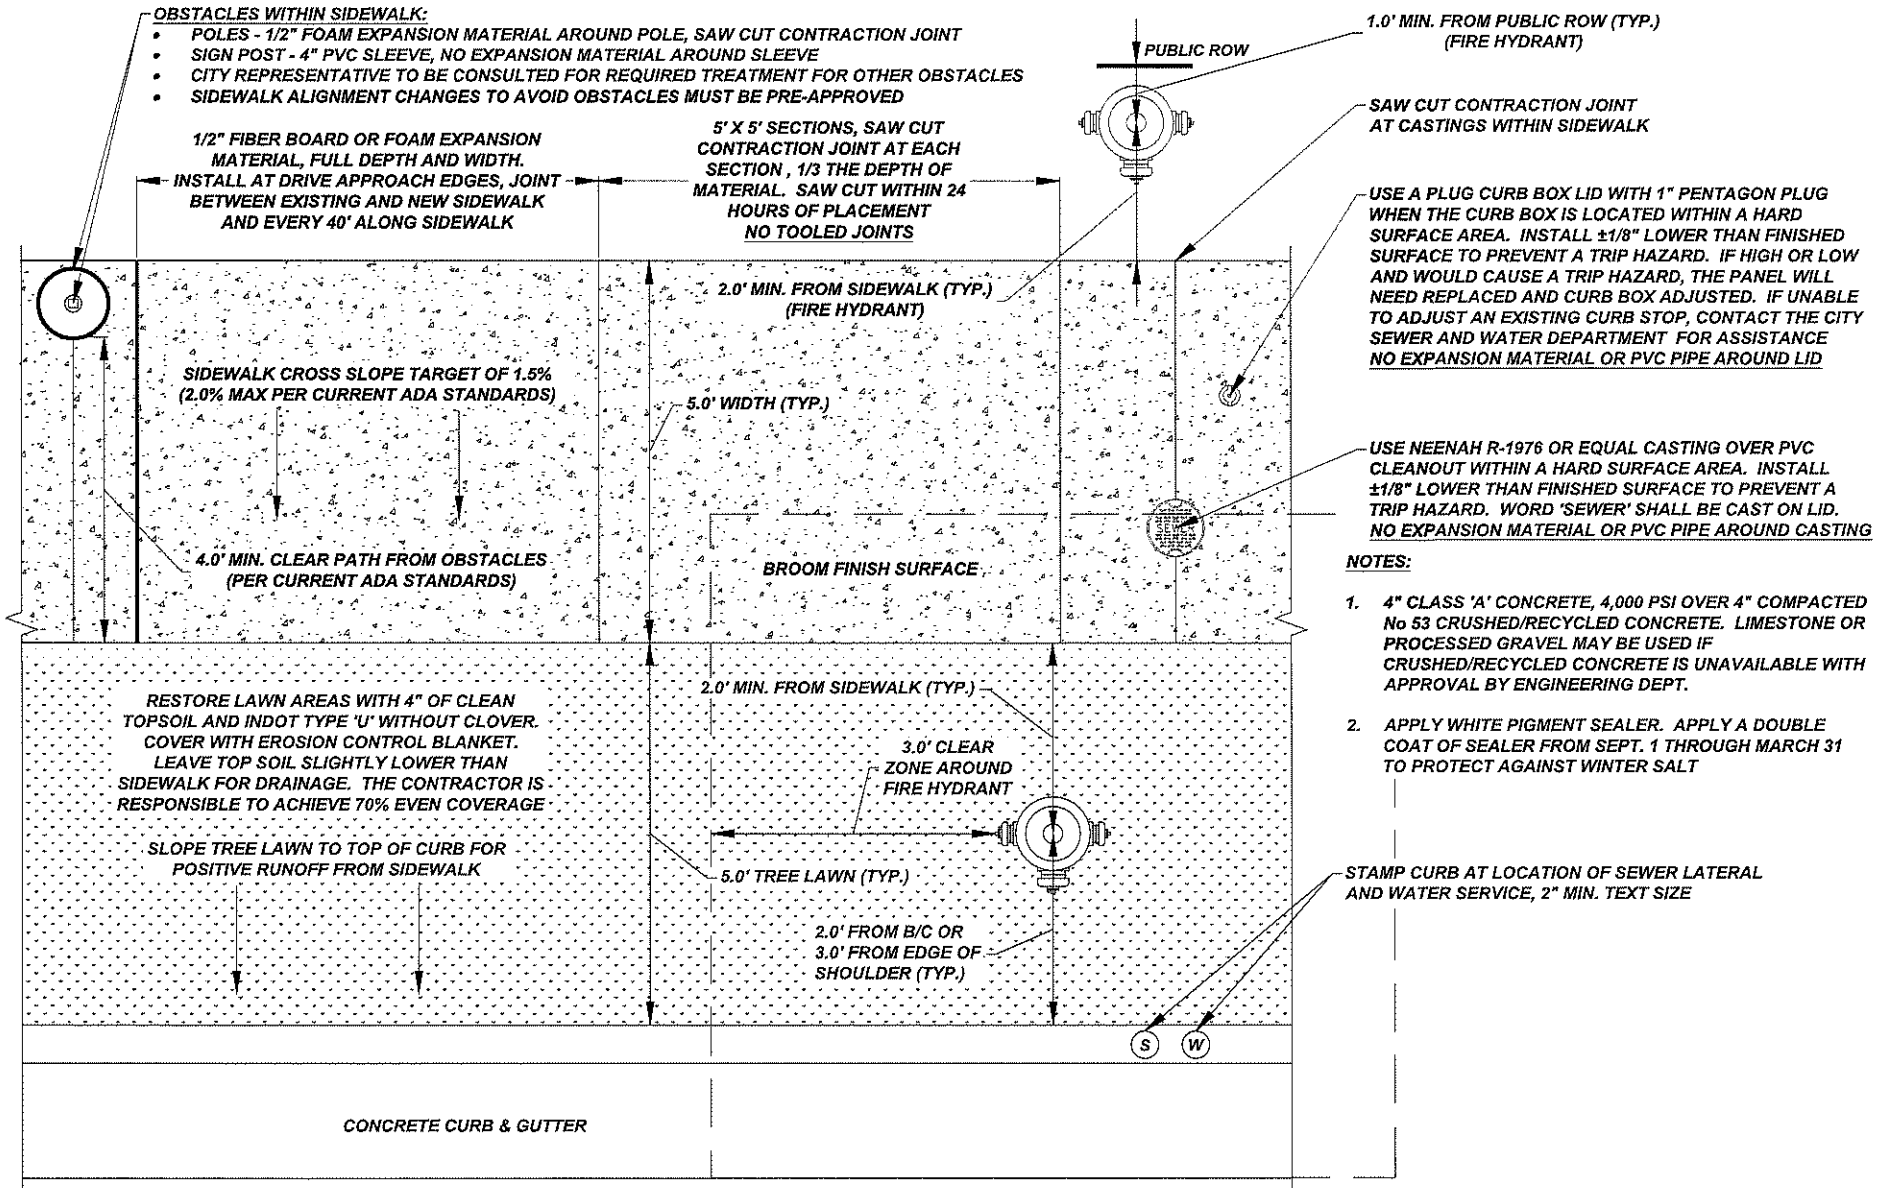 OBSTACLES WITHIN SIDEWALK:
• POLES - 1/2" FOAM EXPANSION MATERIAL AROUND POLE, SAW CUT CONTRACTION JOINT
• SIGN POST - 4" PVC SLEEVE, NO EXPANSION MATERIAL AROUND SLEEVE
• CITY REPRESENTATIVE TO BE CONSULTED FOR REQUIRED TREATMENT FOR OTHER OBSTACLES
• SIDEWALK ALIGNMENT CHANGES TO AVOID OBSTACLES MUST BE PRE-APPROVED
1/2" FIBER BOARD OR FOAM EXPANSION
MATERIAL, FULL DEPTH AND WIDTH.
INSTALL AT DRIVE APPROACH EDGES, JOINT
BETWEEN EXISTING AND NEW SIDEWALK
AND EVERY 40' ALONG SIDEWALK
5' X 5' SECTIONS, SAW CUT
CONTRACTION JOINT AT EACH
SECTION , 1/3 THE DEPTH OF
MATERIAL. SAW CUT WITHIN 24
HOURS OF PLACEMENT
NO TOOLED JOINTS
PUBLIC ROW
1.0' MIN. FROM PUBLIC ROW (TYP.)
(FIRE HYDRANT)
SAW CUT CONTRACTION JOINT
AT CASTINGS WITHIN SIDEWALK
USE A PLUG CURB BOX LID WITH 1" PENTAGON PLUG
WHEN THE CURB BOX IS LOCATED WITHIN A HARD
SURFACE AREA. INSTALL ±1/8" LOWER THAN FINISHED
SURFACE TO PREVENT A TRIP HAZARD. IF HIGH OR LOW
AND WOULD CAUSE A TRIP HAZARD, THE PANEL WILL
NEED REPLACED AND CURB BOX ADJUSTED. IF UNABLE
TO ADJUST AN EXISTING CURB STOP, CONTACT THE CITY
SEWER AND WATER DEPARTMENT FOR ASSISTANCE
NO EXPANSION MATERIAL OR PVC PIPE AROUND LID
2.0' MIN. FROM SIDEWALK (TYP.)
(FIRE HYDRANT)
SIDEWALK CROSS SLOPE TARGET OF 1.5%
(2.0% MAX PER CURRENT ADA STANDARDS)
5.0' WIDTH (TYP.)
USE NEENAH R-1976 OR EQUAL CASTING OVER PVC
CLEANOUT WITHIN A HARD SURFACE AREA. INSTALL
±1/8" LOWER THAN FINISHED SURFACE TO PREVENT A
TRIP HAZARD. WORD 'SEWER' SHALL BE CAST ON LID.
NO EXPANSION MATERIAL OR PVC PIPE AROUND CASTING
SEWER
4.0' MIN. CLEAR PATH FROM OBSTACLES
(PER CURRENT ADA STANDARDS)
BROOM FINISH SURFACE
NOTES:
1. 4" CLASS 'A' CONCRETE, 4,000 PSI OVER 4" COMPACTED
No 53 CRUSHED/RECYCLED CONCRETE. LIMESTONE OR
PROCESSED GRAVEL MAY BE USED IF
CRUSHED/RECYCLED CONCRETE IS UNAVAILABLE WITH
APPROVAL BY ENGINEERING DEPT.
2. APPLY WHITE PIGMENT SEALER. APPLY A DOUBLE
COAT OF SEALER FROM SEPT. 1 THROUGH MARCH 31
TO PROTECT AGAINST WINTER SALT
RESTORE LAWN AREAS WITH 4" OF CLEAN
TOPSOIL AND INDOT TYPE 'U' WITHOUT CLOVER.
COVER WITH EROSION CONTROL BLANKET.
LEAVE TOP SOIL SLIGHTLY LOWER THAN
SIDEWALK FOR DRAINAGE. THE CONTRACTOR IS
RESPONSIBLE TO ACHIEVE 70% EVEN COVERAGE
2.0' MIN. FROM SIDEWALK (TYP.)
3.0' CLEAR
ZONE AROUND
FIRE HYDRANT
SLOPE TREE LAWN TO TOP OF CURB FOR
POSITIVE RUNOFF FROM SIDEWALK
5.0' TREE LAWN (TYP.)
2.0' FROM B/C OR
3.0' FROM EDGE OF
SHOULDER (TYP.)
STAMP CURB AT LOCATION OF SEWER LATERAL
AND WATER SERVICE, 2" MIN. TEXT SIZE
S W
CONCRETE CURB & GUTTER